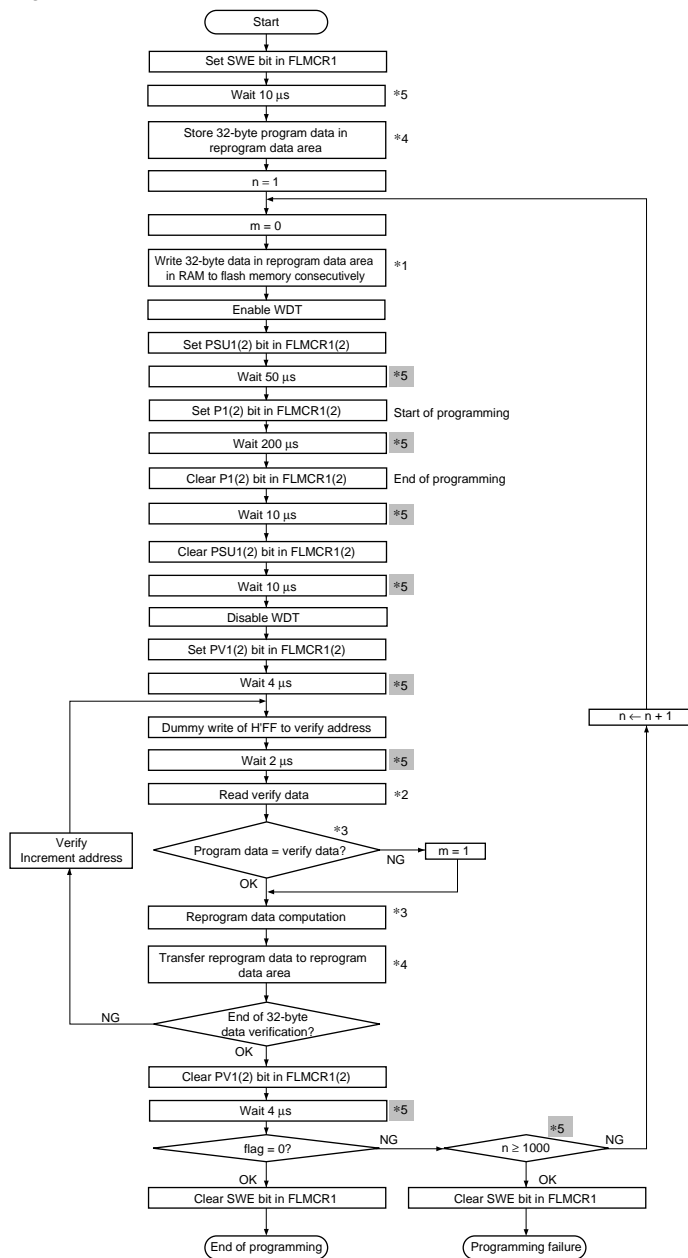 Start
Set SWE bit in FLMCR1
Wait 10 μs
*5
Store 32-byte program data in
reprogram data area
*4
n = 1
m = 0
Write 32-byte data in reprogram data area
in RAM to flash memory consecutively
*1
Enable WDT
Set PSU1(2) bit in FLMCR1(2)
Wait 50 μs
*5
Set P1(2) bit in FLMCR1(2)
Start of programming
Wait 200 μs
*5
Clear P1(2) bit in FLMCR1(2)
End of programming
Wait 10 μs
*5
Clear PSU1(2) bit in FLMCR1(2)
Wait 10 μs
*5
Disable WDT
Set PV1(2) bit in FLMCR1(2)
Wait 4 μs
*5
n ← n + 1
Dummy write of H'FF to verify address
Wait 2 μs
*5
Read verify data
*2
Verify
Increment address
*3
Program data = verify data?
NG
m = 1
OK
Reprogram data computation
*3
Transfer reprogram data to reprogram
data area
*4
End of 32-byte
data verification?
NG
OK
Clear PV1(2) bit in FLMCR1(2)
Wait 4 μs
*5
flag = 0?
NG
*5
n ≥ 1000
NG
OK
OK
Clear SWE bit in FLMCR1
Clear SWE bit in FLMCR1
End of programming
Programming failure